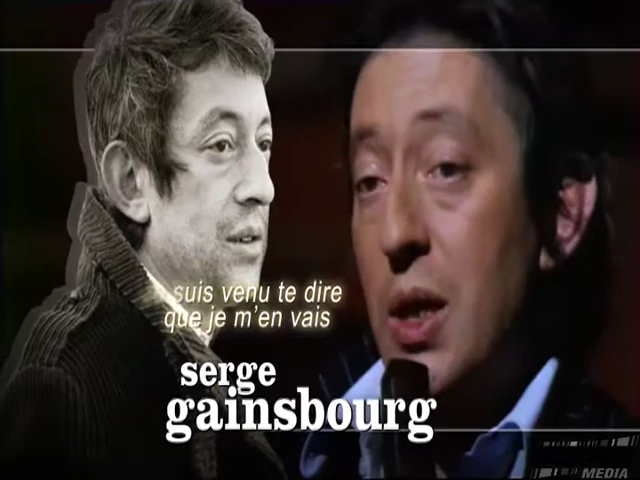 suis venu te dire
que je m'en vais
serge
gainsbourg
MEDIA